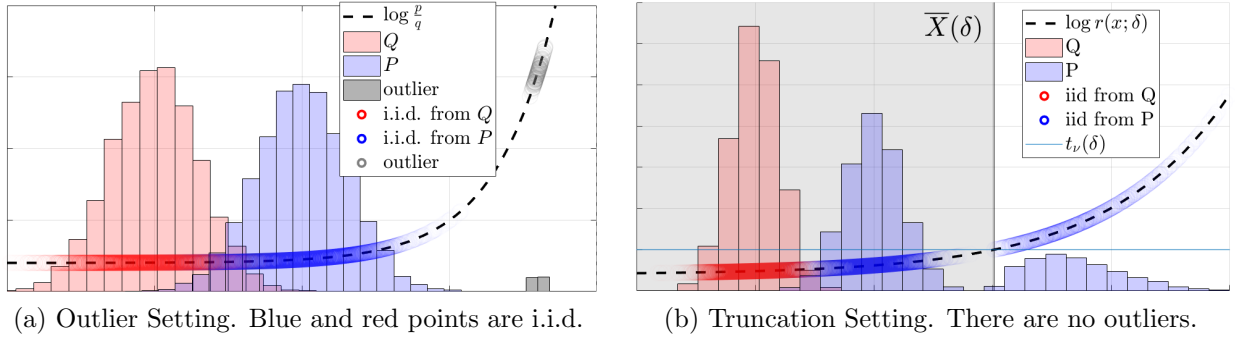 log p/q
Q
P
outlier
i.i.d. from Q
i.i.d. from P
outlier
X̅(δ)
log r(x; δ)
Q
P
iid from Q
iid from P
t_ν(δ)
(a) Outlier Setting. Blue and red points are i.i.d.
(b) Truncation Setting. There are no outliers.